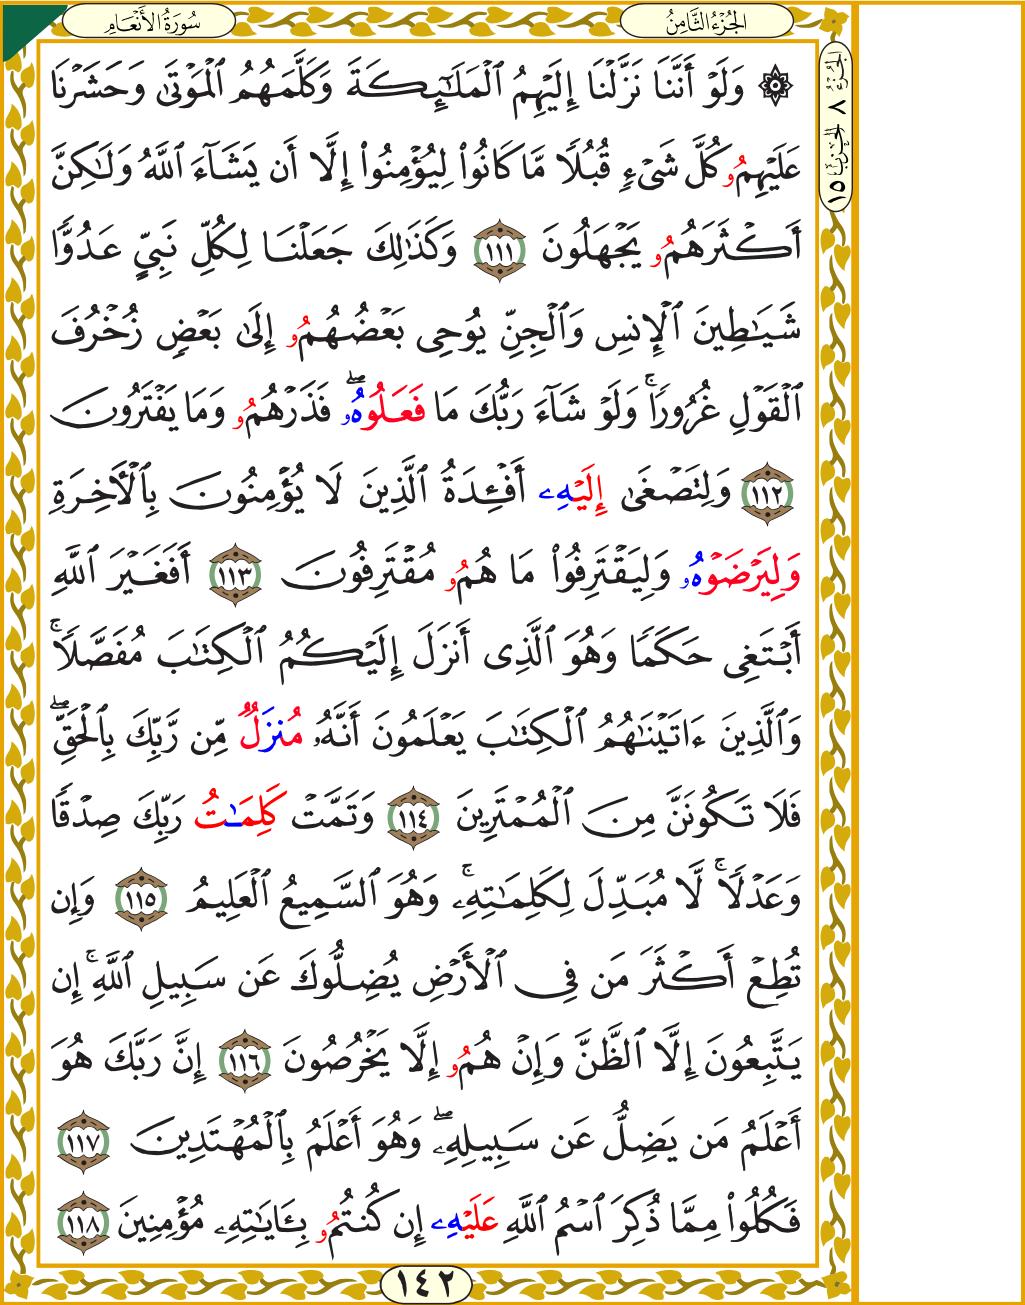 سُورَةُ الأَنْعَامِ
الجُزْءُ الثَّامِنُ
الجُزْءُ ٨ الحِزْبُ ١٥
۞ وَلَوْ أَنَّنَا نَزَّلْنَا إِلَيْهِمُ ٱلْمَلَٰٓئِكَةَ وَكَلَّمَهُمُ ٱلْمَوْتَىٰ وَحَشَرْنَا
عَلَيْهِمُۥ كُلَّ شَىْءٍ قُبُلًا مَّا كَانُوا۟ لِيُؤْمِنُوٓا۟ إِلَّآ أَن يَشَآءَ ٱللَّهُ وَلَٰكِنَّ
أَكْثَرَهُمُۥ يَجْهَلُونَ ١١١ وَكَذَٰلِكَ جَعَلْنَا لِكُلِّ نَبِىٍّ عَدُوًّا
شَيَٰطِينَ ٱلْإِنسِ وَٱلْجِنِّ يُوحِى بَعْضُهُمُۥ إِلَىٰ بَعْضٍ زُخْرُفَ
ٱلْقَوْلِ غُرُورًا ۚ وَلَوْ شَآءَ رَبُّكَ مَا فَعَلُوهُۥ ۖ فَذَرْهُمُۥ وَمَا يَفْتَرُونَ
١١٢ وَلِتَصْغَىٰ إِلَيْهِۦ أَفْـِٔدَةُ ٱلَّذِينَ لَا يُؤْمِنُونَ بِٱلْأَخِرَةِ
وَلِيَرْضَوْهُۥ وَلِيَقْتَرِفُوا۟ مَا هُمُۥ مُقْتَرِفُونَ ١١٣ أَفَغَيْرَ ٱللَّهِ
أَبْتَغِى حَكَمًا وَهُوَ ٱلَّذِى أَنزَلَ إِلَيْكُمُ ٱلْكِتَٰبَ مُفَصَّلًا ۚ
وَٱلَّذِينَ ءَاتَيْنَٰهُمُ ٱلْكِتَٰبَ يَعْلَمُونَ أَنَّهُۥ مُنزَلٌ مِّن رَّبِّكَ بِٱلْحَقِّ ۖ
فَلَا تَكُونَنَّ مِنَ ٱلْمُمْتَرِينَ ١١٤ وَتَمَّتْ كَلِمَٰتُ رَبِّكَ صِدْقًا
وَعَدْلًا ۚ لَّا مُبَدِّلَ لِكَلِمَٰتِهِۦ ۚ وَهُوَ ٱلسَّمِيعُ ٱلْعَلِيمُ ١١٥ وَإِن
تُطِعْ أَكْثَرَ مَن فِى ٱلْأَرْضِ يُضِلُّوكَ عَن سَبِيلِ ٱللَّهِ ۚ إِن
يَتَّبِعُونَ إِلَّا ٱلظَّنَّ وَإِنْ هُمُۥ إِلَّا يَخْرُصُونَ ١١٦ إِنَّ رَبَّكَ هُوَ
أَعْلَمُ مَن يَضِلُّ عَن سَبِيلِهِۦ ۖ وَهُوَ أَعْلَمُ بِٱلْمُهْتَدِينَ ١١٧
فَكُلُوا۟ مِمَّا ذُكِرَ ٱسْمُ ٱللَّهِ عَلَيْهِۦ إِن كُنتُمُۥ بِـَٔايَٰتِهِۦ مُؤْمِنِينَ ١١٨
١٤٢